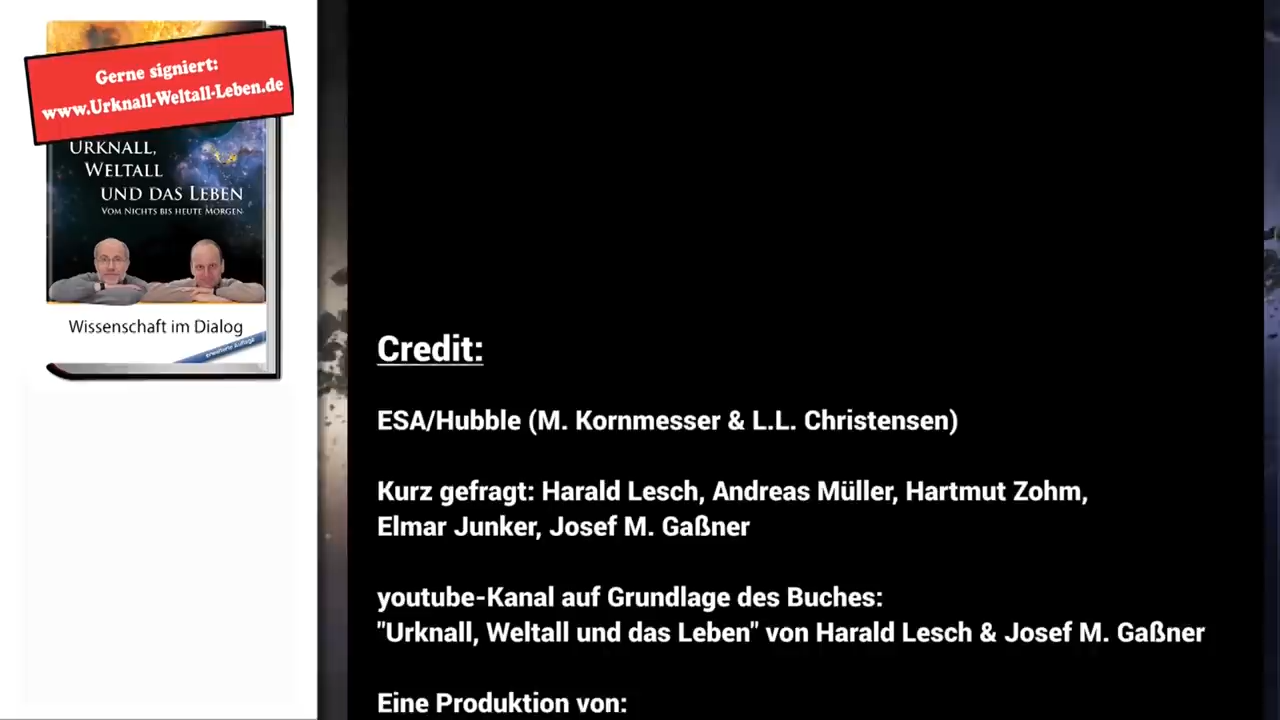 Gerne signiert:
www.Urknall-Weltall-Leben.de
URKNALL,
WELTALL
UND DAS LEBEN
VOM NICHTS BIS HEUTE MORGEN
Wissenschaft im Dialog
erweiterte Auflage
Credit:
ESA/Hubble (M. Kornmesser & L.L. Christensen)
Kurz gefragt: Harald Lesch, Andreas Müller, Hartmut Zohm,
Elmar Junker, Josef M. Gaßner
youtube-Kanal auf Grundlage des Buches:
"Urknall, Weltall und das Leben" von Harald Lesch & Josef M. Gaßner
Eine Produktion von: